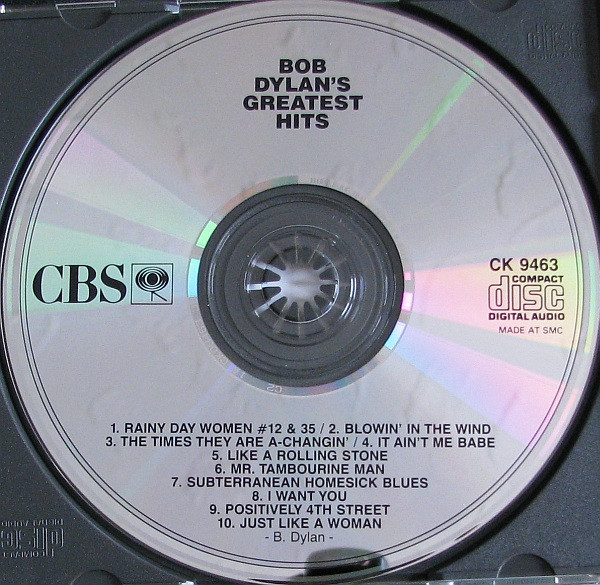 BOB
DYLAN'S
GREATEST
HITS
CBS
CK 9463
COMPACT
disc
DIGITAL AUDIO
MADE AT SMC
1. RAINY DAY WOMEN #12 & 35 / 2. BLOWIN' IN THE WIND
3. THE TIMES THEY ARE A-CHANGIN' / 4. IT AIN'T ME BABE
5. LIKE A ROLLING STONE
6. MR. TAMBOURINE MAN
7. SUBTERRANEAN HOMESICK BLUES
8. I WANT YOU
9. POSITIVELY 4TH STREET
10. JUST LIKE A WOMAN
- B. Dylan -